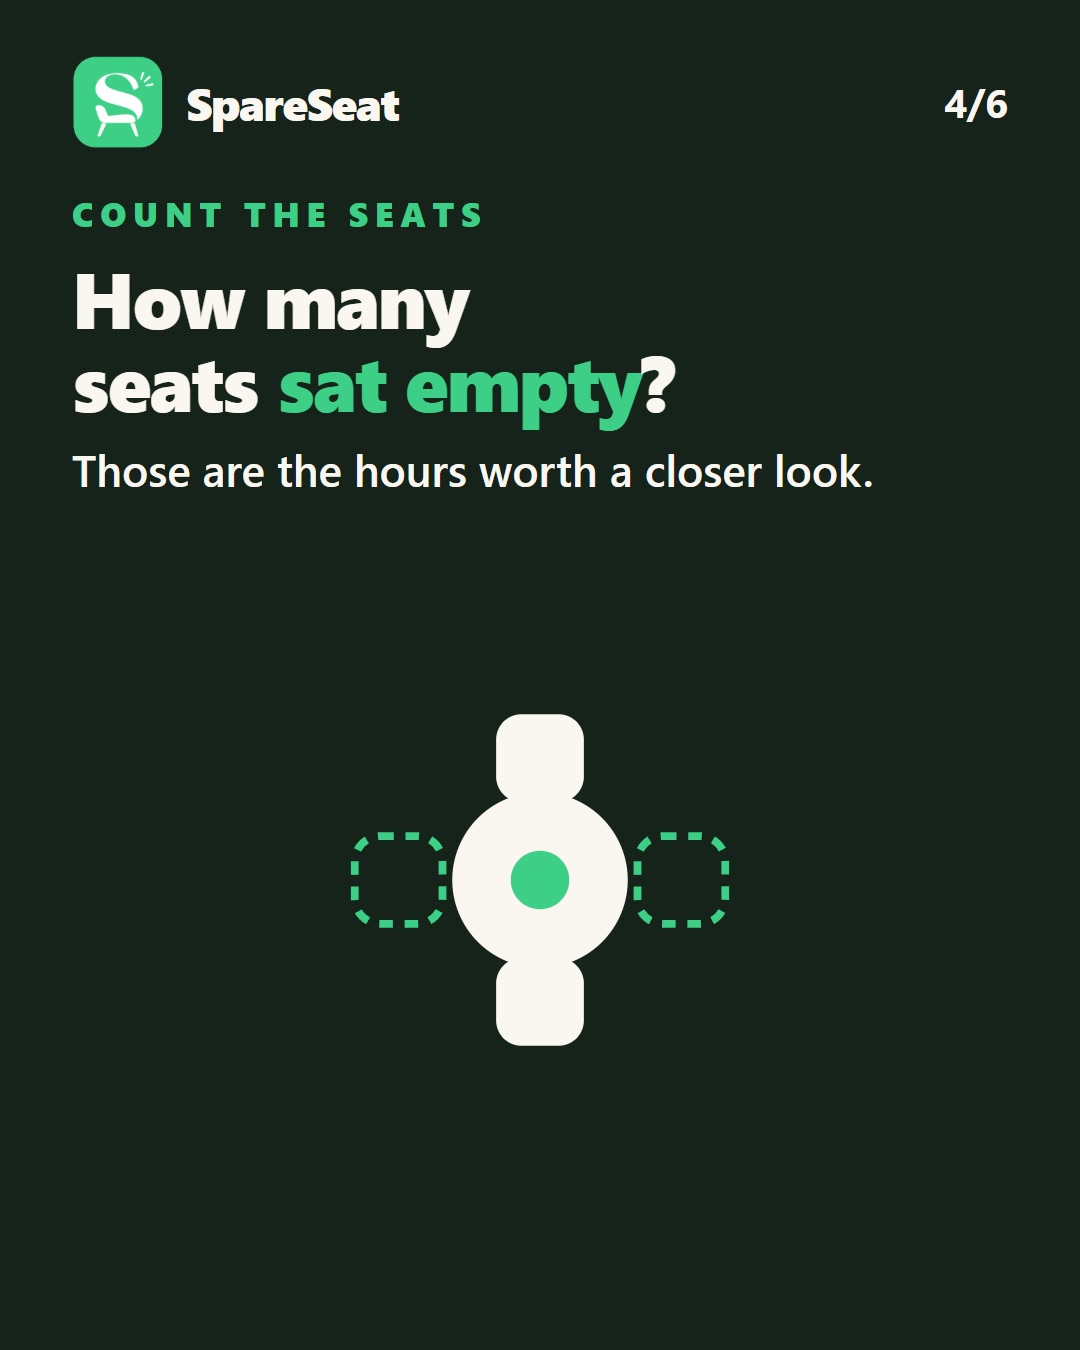 SpareSeat
4/6
COUNT THE SEATS
How many
seats sat empty?
Those are the hours worth a closer look.